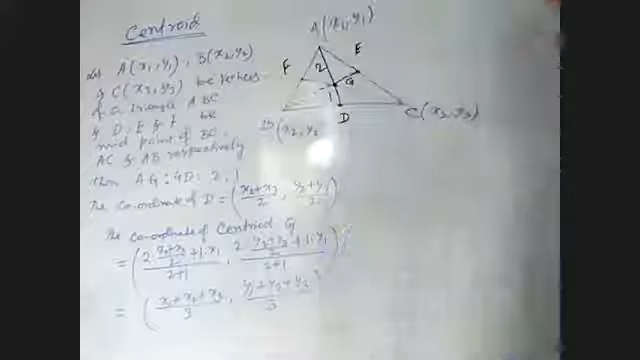 Centroid
A(x₁, y₁)
Let A(x₁, y₁), B(x₂, y₂)
& C(x₃, y₃) be vertices
of a triangle ABC
& D, E & F be
mid point of BC,
AC & AB respectively
then AG : GD = 2 : 1
F
E
2
G
1
D
B(x₂, y₂
C(x₃, y₃)
The co-ordinate of D = (x₂+x₃/2, y₂+y₃/2)
The co-ordinate of Centriod G
= (2·x₂+x₃/2+1·x₁/2+1, 2·y₂+y₃/2+1·y₁/2+1)
= (x₁+x₂+x₃/3, y₁+y₂+y₃/3)